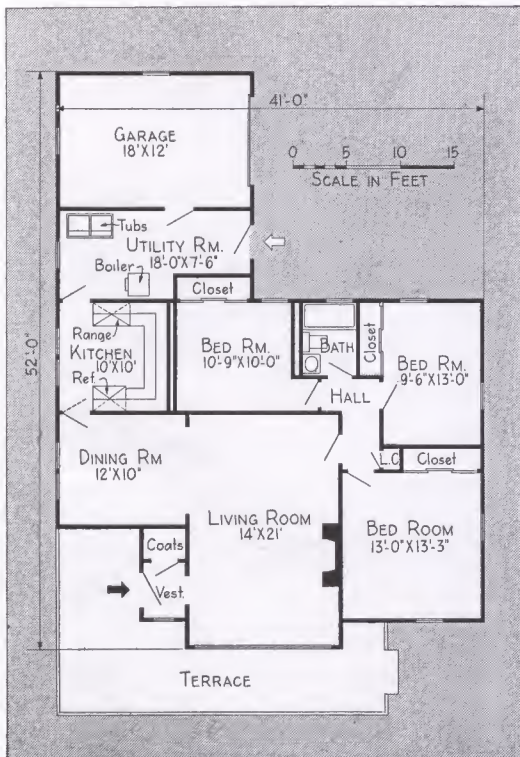 41'-0"
GARAGE
18'X12'
0 5 10 15
SCALE IN FEET
Tubs
UTILITY RM.
18'-0"X7'-6"
Boiler
Closet
52'-0"
Range
KITCHEN
10'X10'
Ref.
BED RM.
10'-9"X10'-0"
BATH
Closet
BED RM.
9'-6"X13'-0"
HALL
DINING RM
12'X10"
L.C.
Closet
LIVING ROOM
14'X21'
BED ROOM
13'-0"X13'-3"
Coats
Vest.
TERRACE